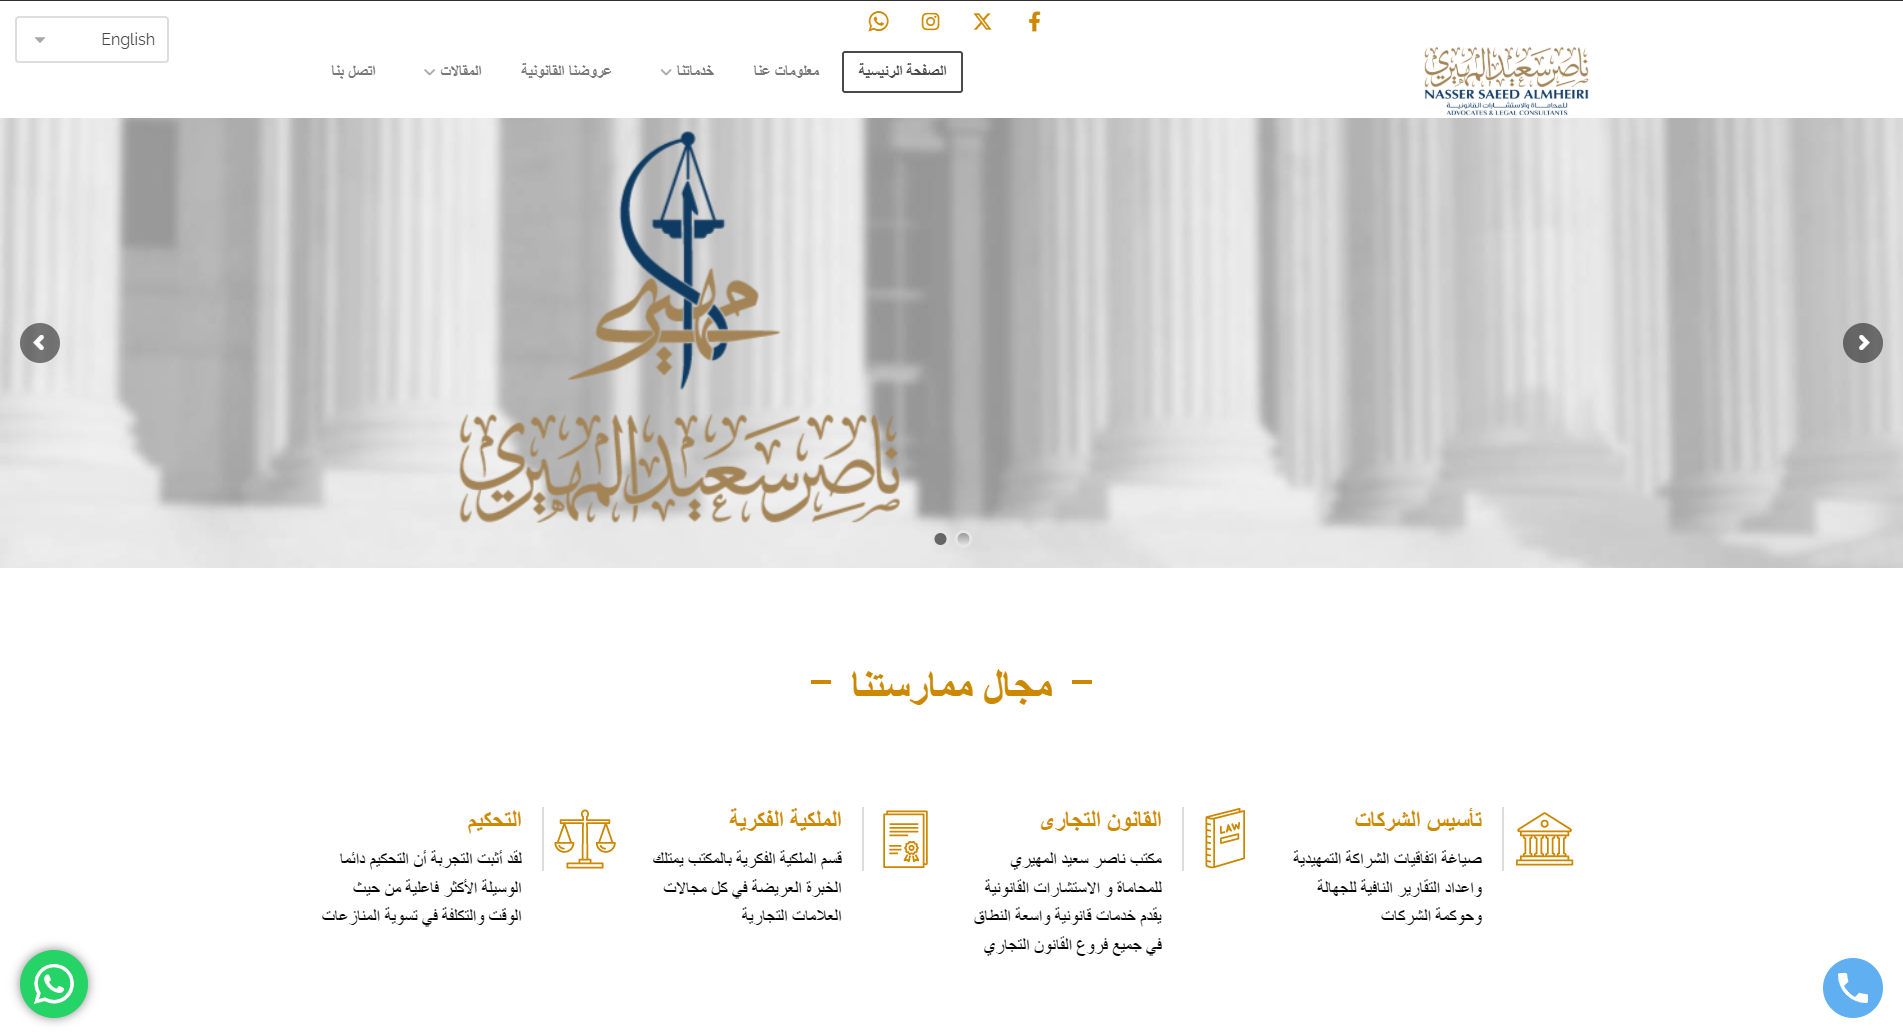 English
ناصر سعيد المهيري
NASSER SAEED ALMHEIRI
للمحاماة والاستشارات القانونية
ADVOCATES & LEGAL CONSULTANTS
الصفحة الرئيسية
معلومات عنا
خدماتنا
عروضنا القانونية
المقالات
اتصل بنا
مهيري
ناصر سعيد المهيري
– مجال ممارستنا –
تأسيس الشركات
صياغة اتفاقيات الشراكة التمهيدية
واعداد التقارير النافية للجهالة
وحوكمة الشركات
LAW
القانون التجارى
مكتب ناصر سعيد المهيري
للمحاماة و الاستشارات القانونية
يقدم خدمات قانونية واسعة النطاق
في جميع فروع القانون التجاري
الملكية الفكرية
قسم الملكية الفكرية بالمكتب يمتلك
الخبرة العريضة في كل مجالات
العلامات التجارية
التحكيم
لقد أثبت التجربة أن التحكيم دائما
الوسيلة الأكثر فاعلية من حيث
الوقت والتكلفة في تسوية المنازعات